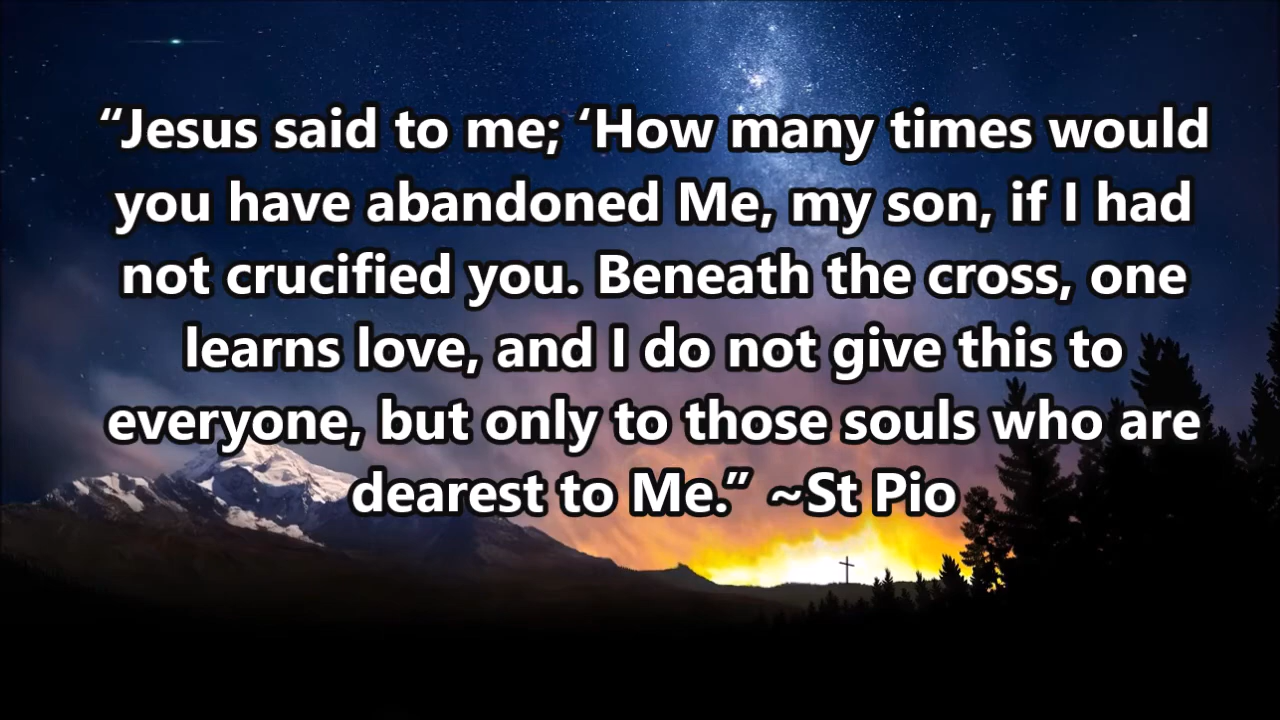 “Jesus said to me; ‘How many times would
you have abandoned Me, my son, if I had
not crucified you. Beneath the cross, one
learns love, and I do not give this to
everyone, but only to those souls who are
dearest to Me.” ~St Pio